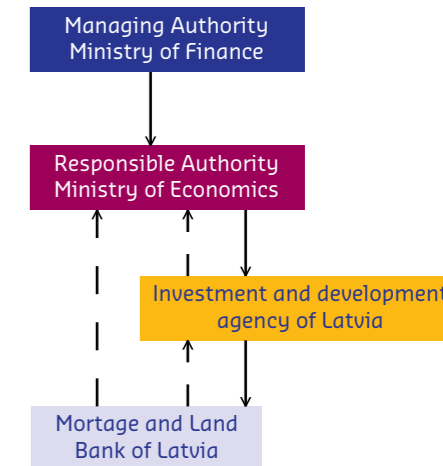 Managing Authority
Ministry of Finance
Responsible Authority
Ministry of Economics
Investment and development
agency of Latvia
Mortage and Land
Bank of Latvia